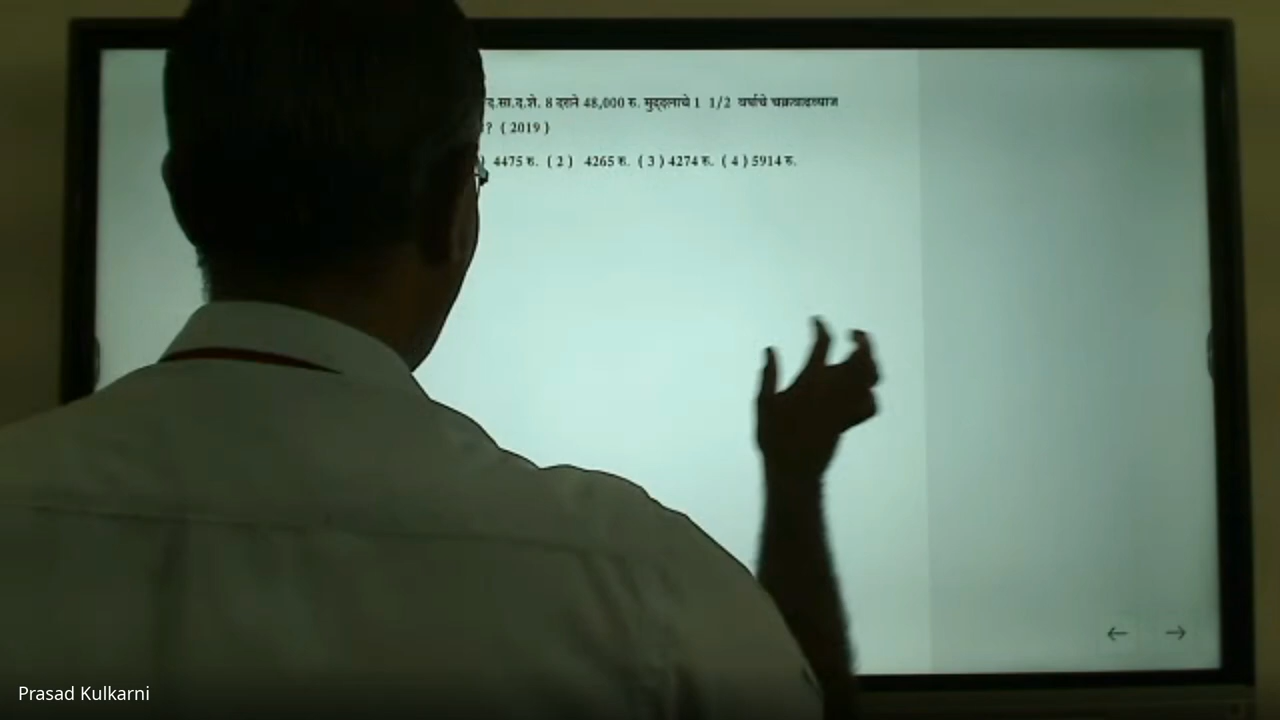 द.सा.द.शे. 8 दराने 48,000 रु. मुद्दलाचे 1 1/2 वर्षाचे चक्रवाढव्याज
? ( 2019 )
) 4475 रु. ( 2 ) 4265 रु. ( 3 ) 4274 रु. ( 4 ) 5914 रु.
Prasad Kulkarni